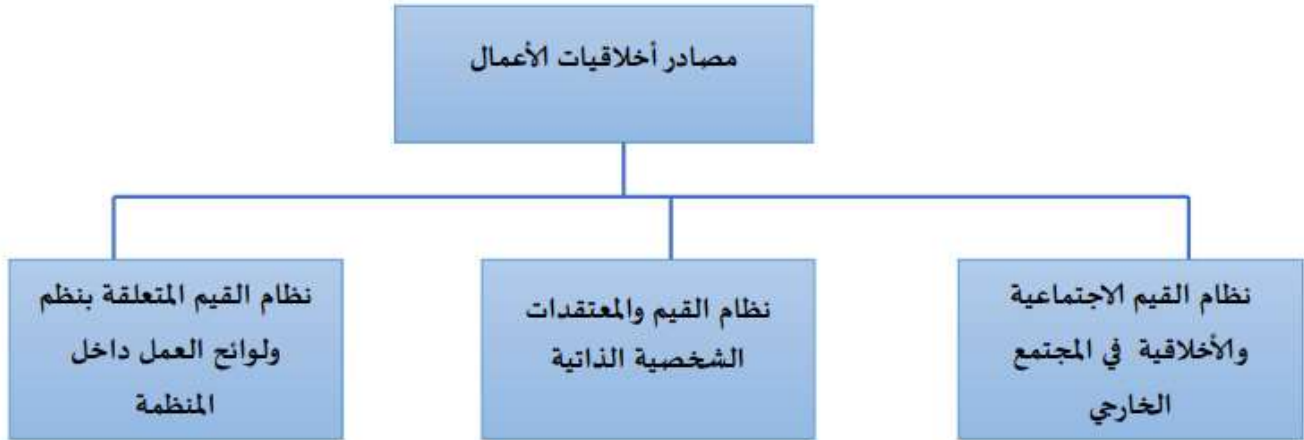 مصادر أخلاقيات الأعمال
نظام القيم الاجتماعية
والأخلاقية في المجتمع
الخارجي
نظام القيم والمعتقدات
الشخصية الذاتية
نظام القيم المتعلقة بنظم
ولوائح العمل داخل
المنظمة